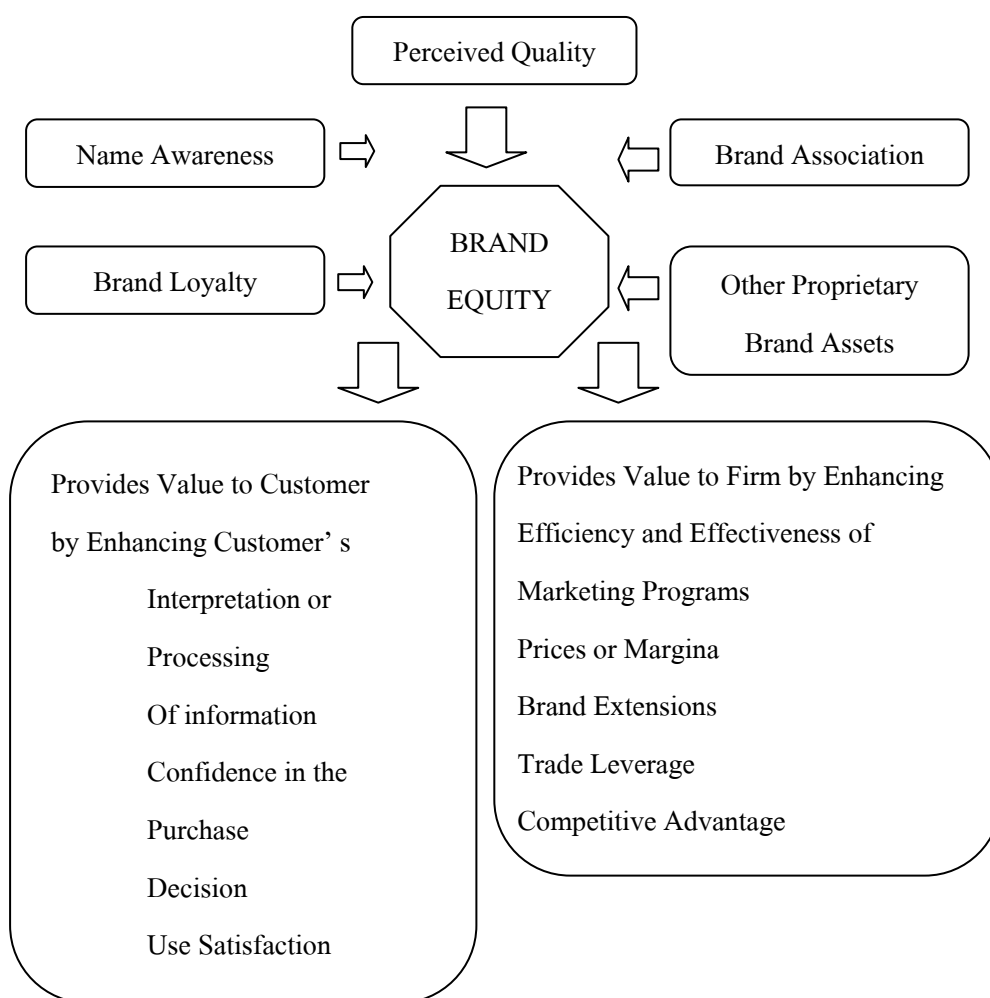 Perceived Quality
Name Awareness
Brand Association
BRAND
EQUITY
Brand Loyalty
Other Proprietary
Brand Assets
Provides Value to Customer
by Enhancing Customer’ s
Interpretation or
Processing
Of information
Confidence in the
Purchase
Decision
Use Satisfaction
Provides Value to Firm by Enhancing
Efficiency and Effectiveness of
Marketing Programs
Prices or Margina
Brand Extensions
Trade Leverage
Competitive Advantage